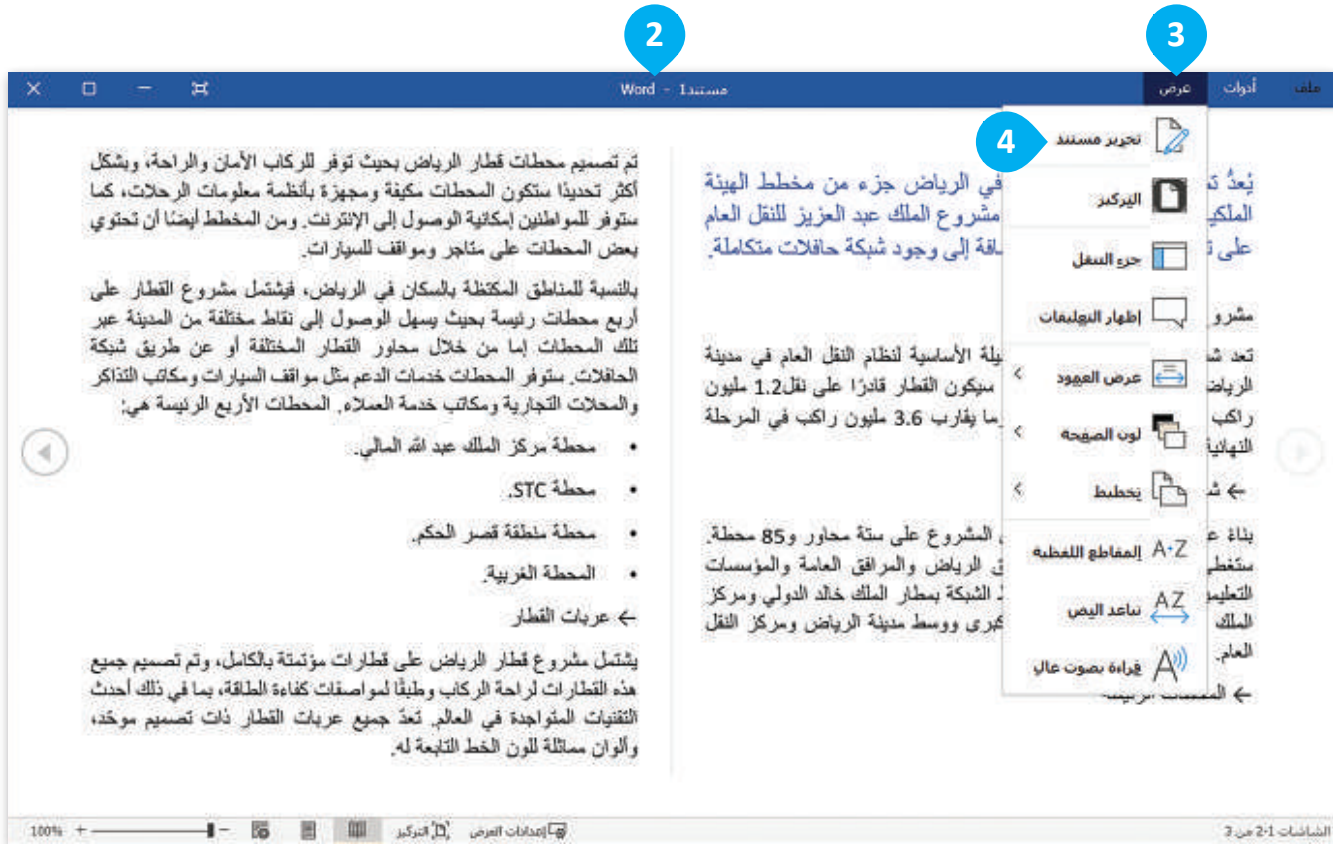 2
3
ملف
أدوات
عرض
مستند1 - Word
4
تحرير مستند
التركيز
جزء التنقل
إظهار التعليقات
عرض العمود
لون الصفحة
تخطيط
المقاطع اللفظية
تباعد النص
قراءة بصوت عالٍ
يُعدُّ
في الرياض جزء من مخطط الهيئة
مشروع الملك عبد العزيز للنقل العام
على
إلى وجود شبكة حافلات متكاملة.
تعد
الأساسية لنظام النقل العام في مدينة
الرياض
سيكون القطار قادرًا على نقل1.2 مليون
راكب
ما يقارب 3.6 مليون راكب في المرحلة
النهائية
←
بناءً
المشروع على ستة محاور و85 محطة.
الرياض والمرافق العامة والمؤسسات
الشبكة بمطار الملك خالد الدولي ومركز
الملك
ووسط مدينة الرياض ومركز النقل
العام.
←
تم تصميم محطات قطار الرياض بحيث توفر للركاب الأمان والراحة، وبشكل
أكثر تحديدًا ستكون المحطات مكيفة ومجهزة بأنظمة معلومات الرحلات، كما
ستوفر للمواطنين إمكانية الوصول إلى الإنترنت. ومن المخطط أيضًا أن تحتوي
بعض المحطات على متاجر ومواقف للسيارات.
بالنسبة للمناطق المكتظة بالسكان في الرياض، فيشتمل مشروع القطار على
أربع محطات رئيسة بحيث يسهل الوصول إلى نقاط مختلفة من المدينة عبر
تلك المحطات إما من خلال محاور القطار المختلفة أو عن طريق شبكة
الحافلات. ستوفر المحطات خدمات الدعم مثل مواقف السيارات ومكاتب التذاكر
والمحلات التجارية ومكاتب خدمة العملاء. المحطات الأربع الرئيسة هي:
• محطة مركز الملك عبد الله المالي.
• محطة STC.
• محطة منطقة قصر الحكم.
• المحطة الغربية.
← عربات القطار
يشتمل مشروع قطار الرياض على قطارات مؤتمتة بالكامل، وتم تصميم جميع
هذه القطارات لراحة الركاب وطبقًا لمواصفات كفاءة الطاقة، بما في ذلك أحدث
التقنيات المتواجدة في العالم. تعدّ جميع عربات القطار ذات تصميم موحّد،
وألوان مماثلة للون الخط التابعة له.
الشاشات 1-2 من 3
إعدادات العرض
التركيز
100%